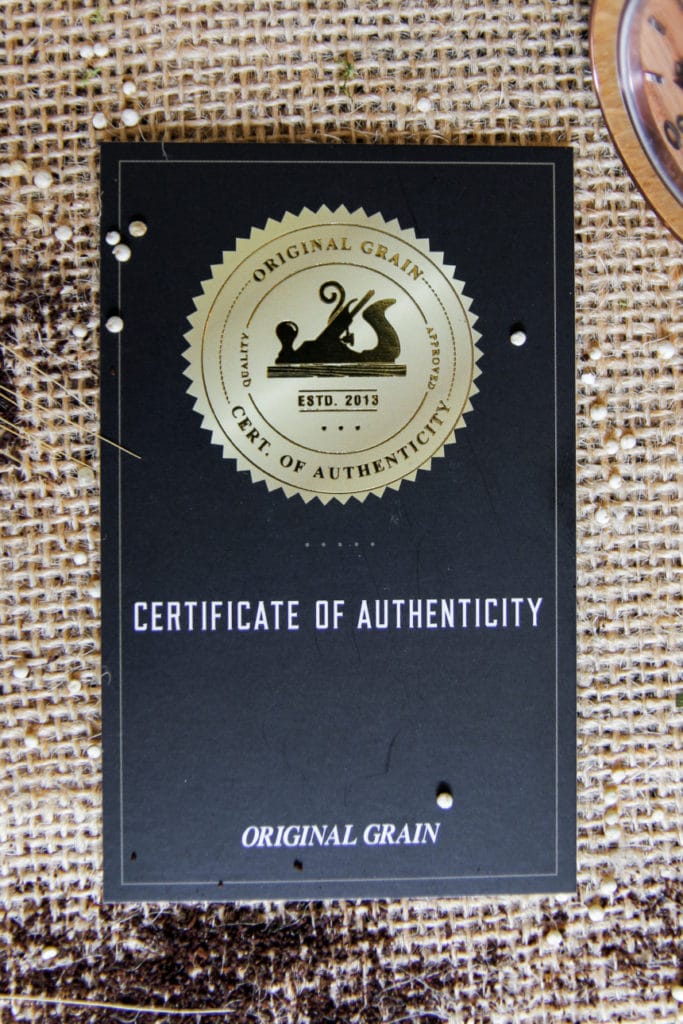 ORIGINAL GRAIN
QUALITY
APPROVED
ESTD. 2013
CERT. OF AUTHENTICITY
CERTIFICATE OF AUTHENTICITY
ORIGINAL GRAIN